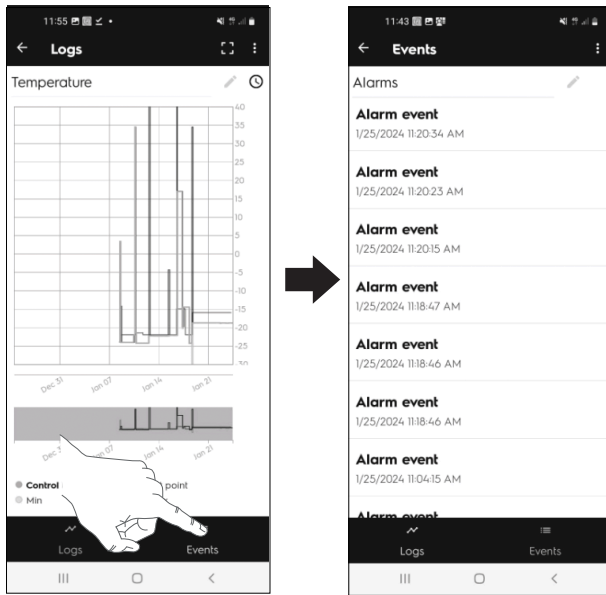 11:55
Logs
Temperature
40
35
30
25
20
15
10
5
0
-5
-10
-15
-20
-25
-30
Dec 31
Jan 07
Jan 14
Jan 21
Jan 07
Jan 14
Jan 21
Control
point
Min
Logs
Events
11:43
Events
Alarms
Alarm event
1/25/2024 11:20:34 AM
Alarm event
1/25/2024 11:20:23 AM
Alarm event
1/25/2024 11:20:15 AM
Alarm event
1/25/2024 11:18:47 AM
Alarm event
1/25/2024 11:18:46 AM
Alarm event
1/25/2024 11:18:46 AM
Alarm event
1/25/2024 11:04:15 AM
Alarm event
Logs
Events